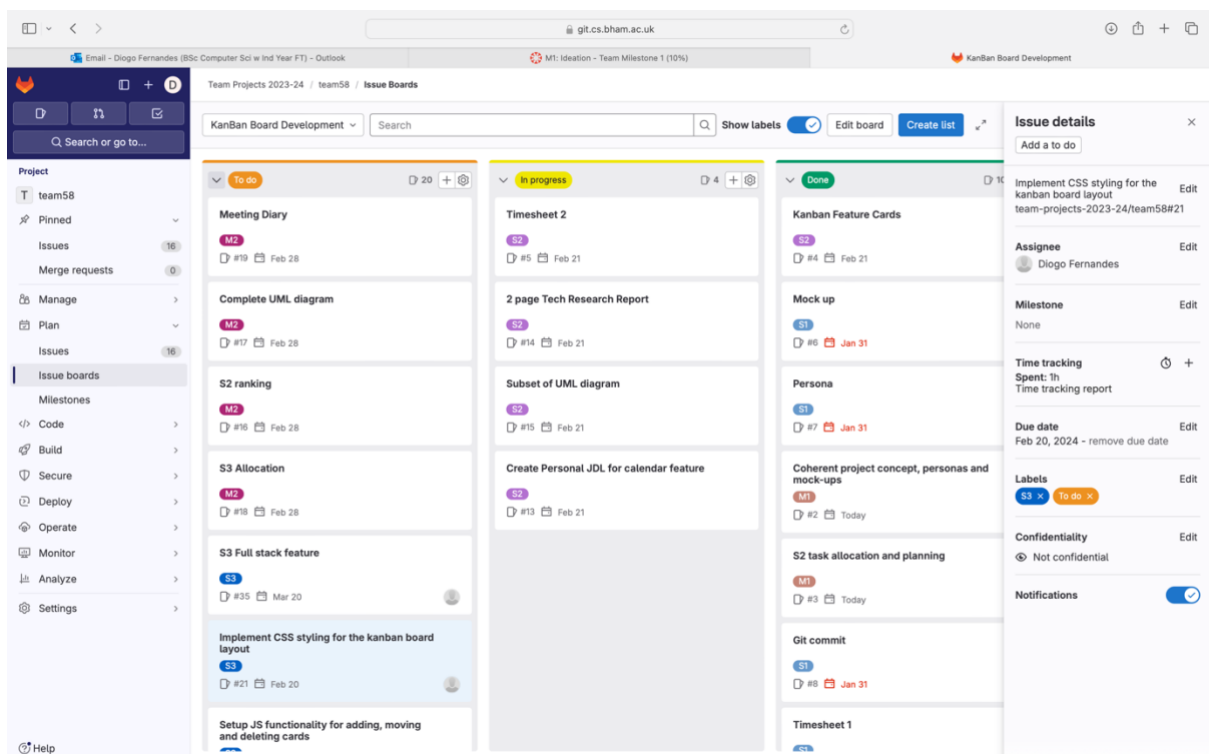 git.cs.bham.ac.uk
Email - Diogo Fernandes (BSc Computer Sci w Ind Year FT) - Outlook
M1: Ideation - Team Milestone 1 (10%)
KanBan Board Development
D
Search or go to...
Project
T team58
Pinned
Issues 16
Merge requests 0
Manage
Plan
Issues 16
Issue boards
Milestones
Code
Build
Secure
Deploy
Operate
Monitor
Analyze
Settings
Help
Team Projects 2023-24 / team58 / Issue Boards
KanBan Board Development
Search
Show labels
Edit board
Create list
To do 20
Meeting Diary
M2
#19 Feb 28
Complete UML diagram
M2
#17 Feb 28
S2 ranking
M2
#16 Feb 28
S3 Allocation
M2
#18 Feb 28
S3 Full stack feature
S3
#35 Mar 20
Implement CSS styling for the kanban board
layout
S3
#21 Feb 20
Setup JS functionality for adding, moving
and deleting cards
In progress 4
Timesheet 2
S2
#5 Feb 21
2 page Tech Research Report
S2
#14 Feb 21
Subset of UML diagram
S2
#15 Feb 21
Create Personal JDL for calendar feature
S2
#13 Feb 21
Done 10
Kanban Feature Cards
S2
#4 Feb 21
Mock up
S1
#6 Jan 31
Persona
S1
#7 Jan 31
Coherent project concept, personas and
mock-ups
M1
#2 Today
S2 task allocation and planning
M1
#3 Today
Git commit
S1
#8 Jan 31
Timesheet 1
S1
Issue details
Add a to do
Implement CSS styling for the
kanban board layout
Edit
team-projects-2023-24/team58#21
Assignee Edit
Diogo Fernandes
Milestone Edit
None
Time tracking
Spent: 1h
Time tracking report
Due date Edit
Feb 20, 2024 - remove due date
Labels Edit
S3 × To do ×
Confidentiality Edit
Not confidential
Notifications